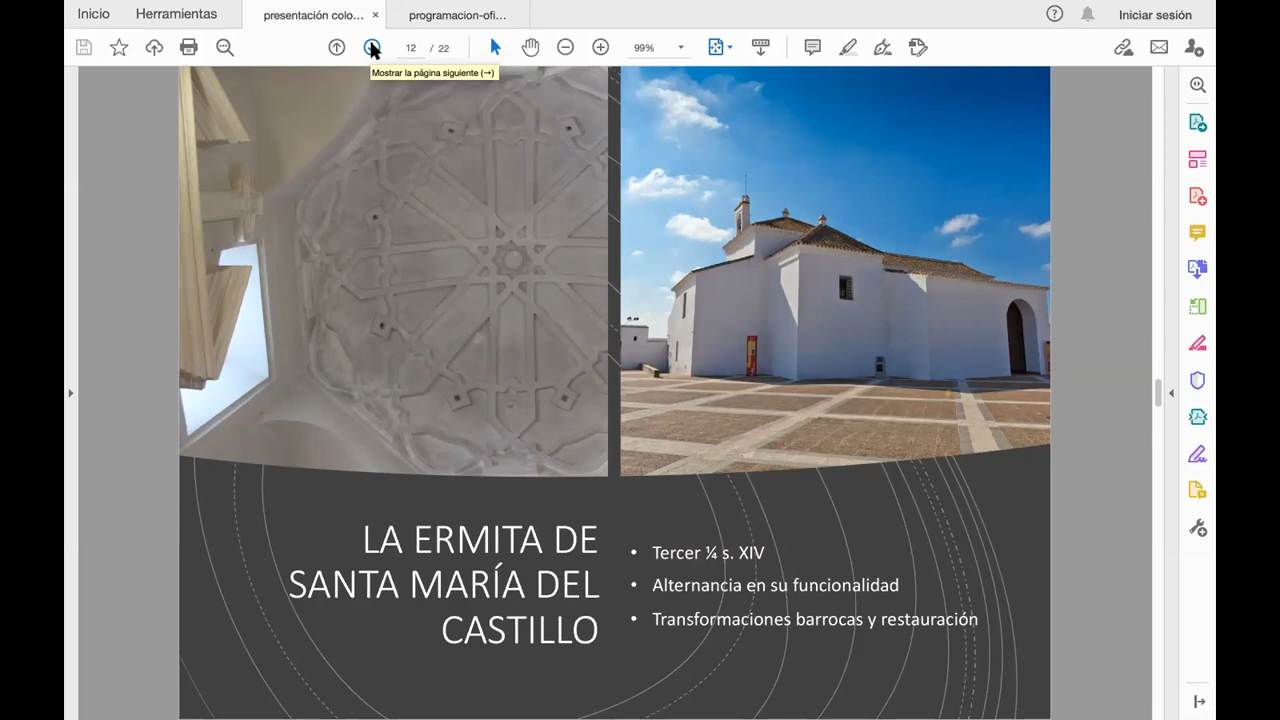 Inicio Herramientas presentación colo... × programacion-ofi... Iniciar sesión
12 / 22 99%
Mostrar la página siguiente (→)
LA ERMITA DE
SANTA MARÍA DEL
CASTILLO
• Tercer ¼ s. XIV
• Alternancia en su funcionalidad
• Transformaciones barrocas y restauración